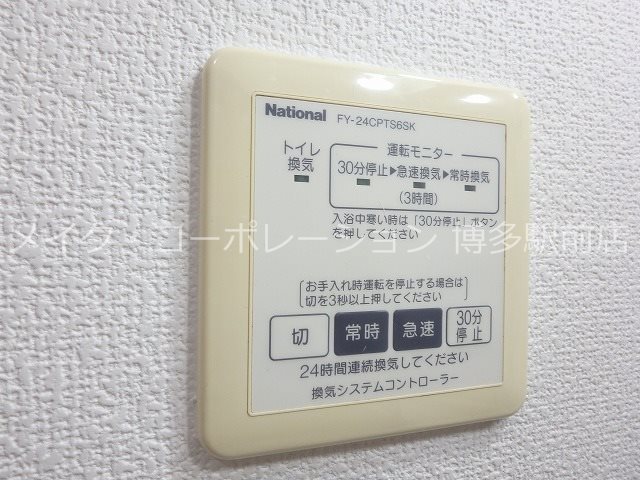 National FY-24CPTS6SK
トイレ
換気
運転モニター
30分停止▶急速換気▶常時換気
(3時間)
入浴中寒い時は「30分停止」ボタン
を押してください
メインコーポレーション 博多駅前店
お手入れ時運転を停止する場合は
切を3秒以上押してください
切
常時
急速
30分
停止
24時間連続換気してください
換気システムコントローラー